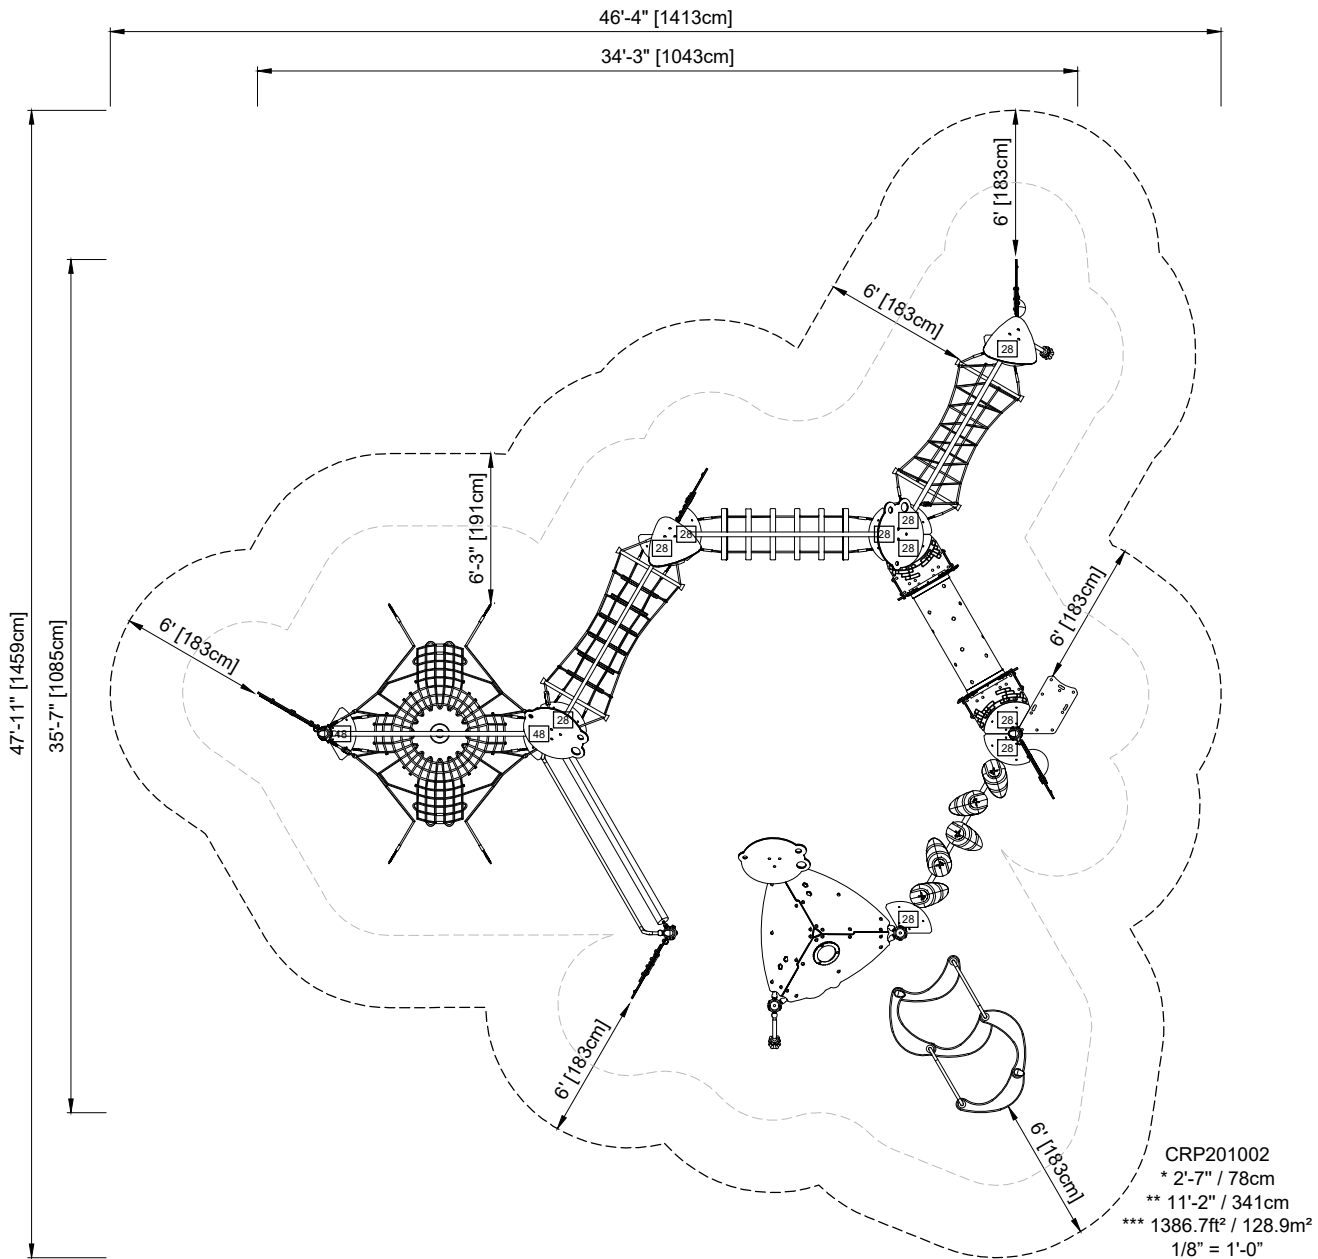 46'-4" [1413cm]
34'-3" [1043cm]
6' [183cm]
6' [183cm]
28
6'-3" [191cm]
28
28
28
28
28
6' [183cm]
6' [183cm]
47'-11" [1459cm]
35'-7" [1085cm]
48
48
28
28
28
28
6' [183cm]
6' [183cm]
CRP201002
* 2'-7" / 78cm
** 11'-2" / 341cm
*** 1386.7ft² / 128.9m²
1/8” = 1'-0”